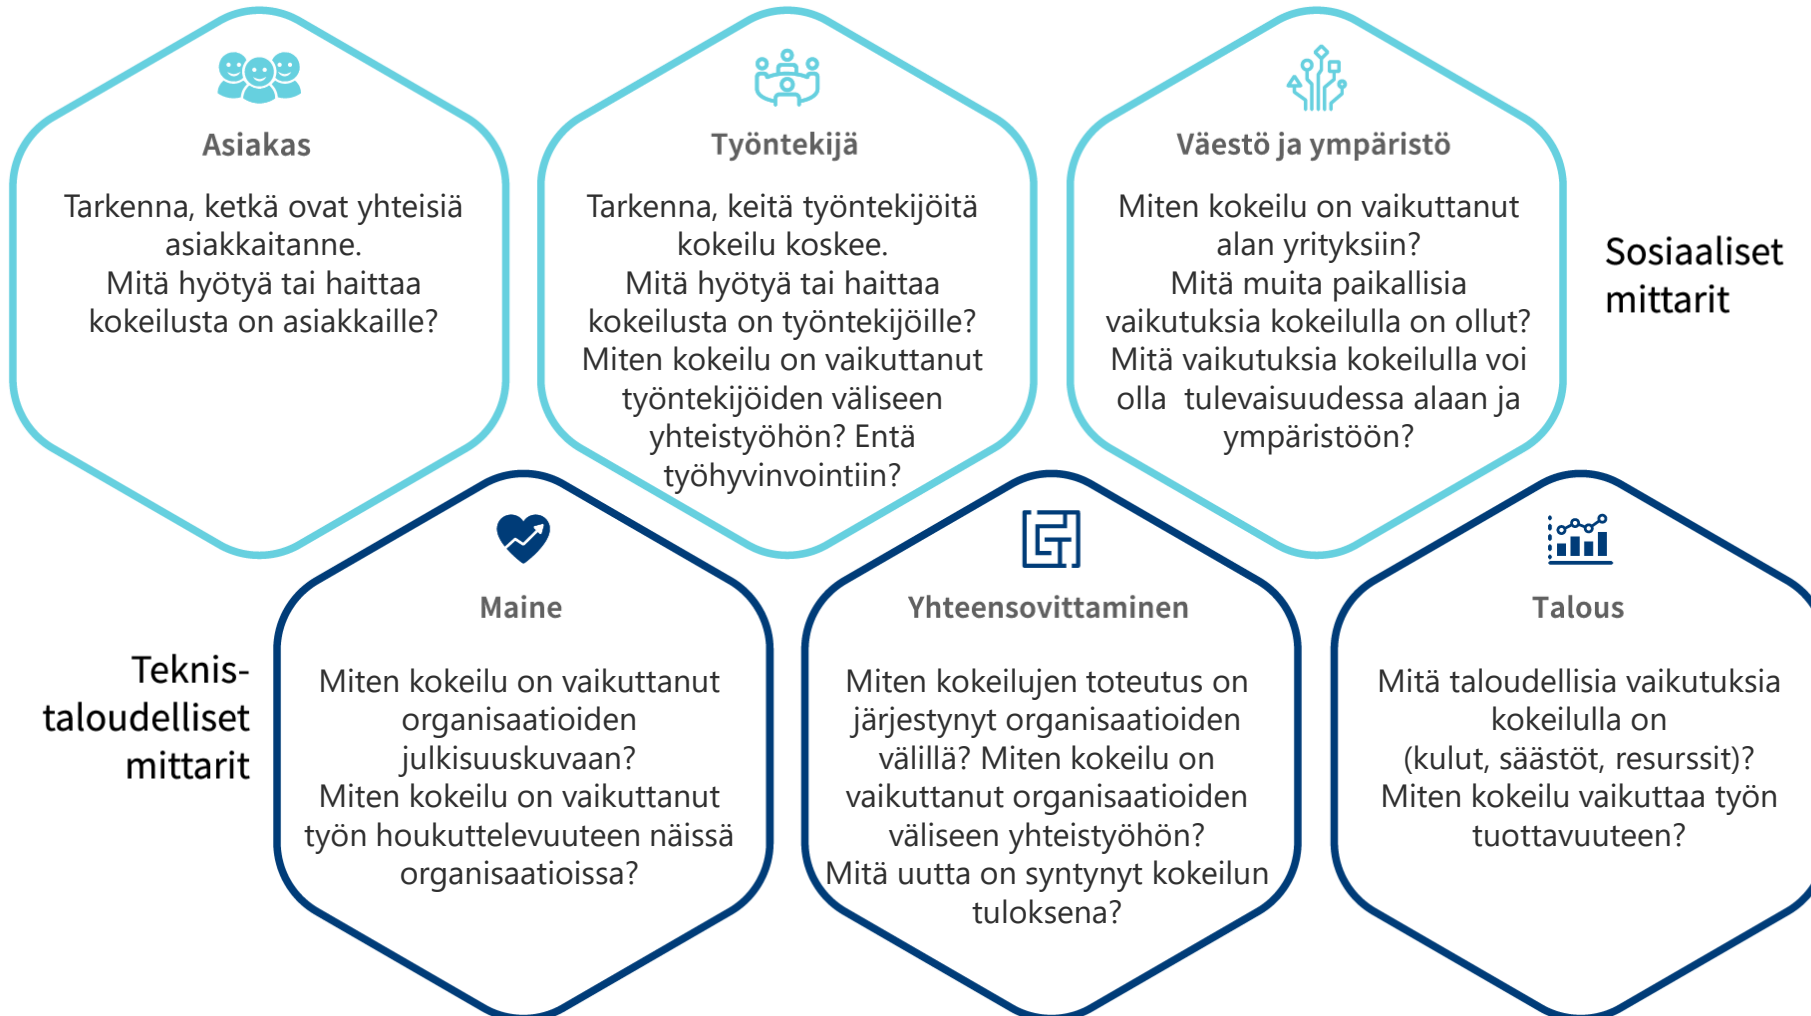 Asiakas
Tarkenna, ketkä ovat yhteisiä
asiakkaitanne.
Mitä hyötyä tai haittaa
kokeilusta on asiakkaille?
Työntekijä
Tarkenna, keitä työntekijöitä
kokeilu koskee.
Mitä hyötyä tai haittaa
kokeilusta on työntekijöille?
Miten kokeilu on vaikuttanut
työntekijöiden väliseen
yhteistyöhön? Entä
työhyvinvointiin?
Väestö ja ympäristö
Miten kokeilu on vaikuttanut
alan yrityksiin?
Mitä muita paikallisia
vaikutuksia kokeilulla on ollut?
Mitä vaikutuksia kokeilulla voi
olla  tulevaisuudessa alaan ja
ympäristöön?
Sosiaaliset
mittarit
Teknis-
taloudelliset
mittarit
Maine
Miten kokeilu on vaikuttanut
organisaatioiden
julkisuuskuvaan?
Miten kokeilu on vaikuttanut
työn houkuttelevuuteen näissä
organisaatioissa?
Yhteensovittaminen
Miten kokeilujen toteutus on
järjestynyt organisaatioiden
välillä? Miten kokeilu on
vaikuttanut organisaatioiden
väliseen yhteistyöhön?
Mitä uutta on syntynyt kokeilun
tuloksena?
Talous
Mitä taloudellisia vaikutuksia
kokeilulla on
(kulut, säästöt, resurssit)?
Miten kokeilu vaikuttaa työn
tuottavuuteen?